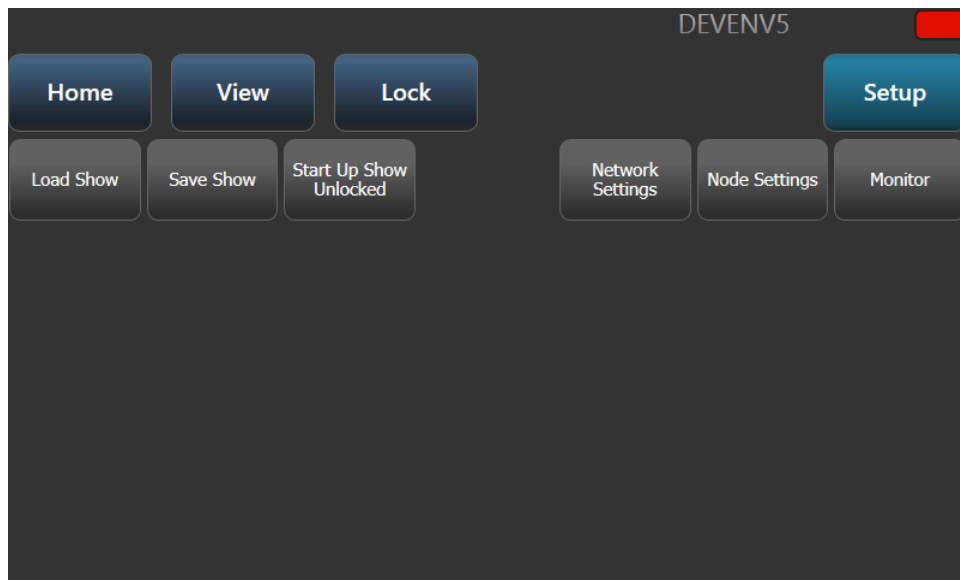 DEVENV5
Home
View
Lock
Setup
Load Show
Save Show
Start Up Show
Unlocked
Network
Settings
Node Settings
Monitor